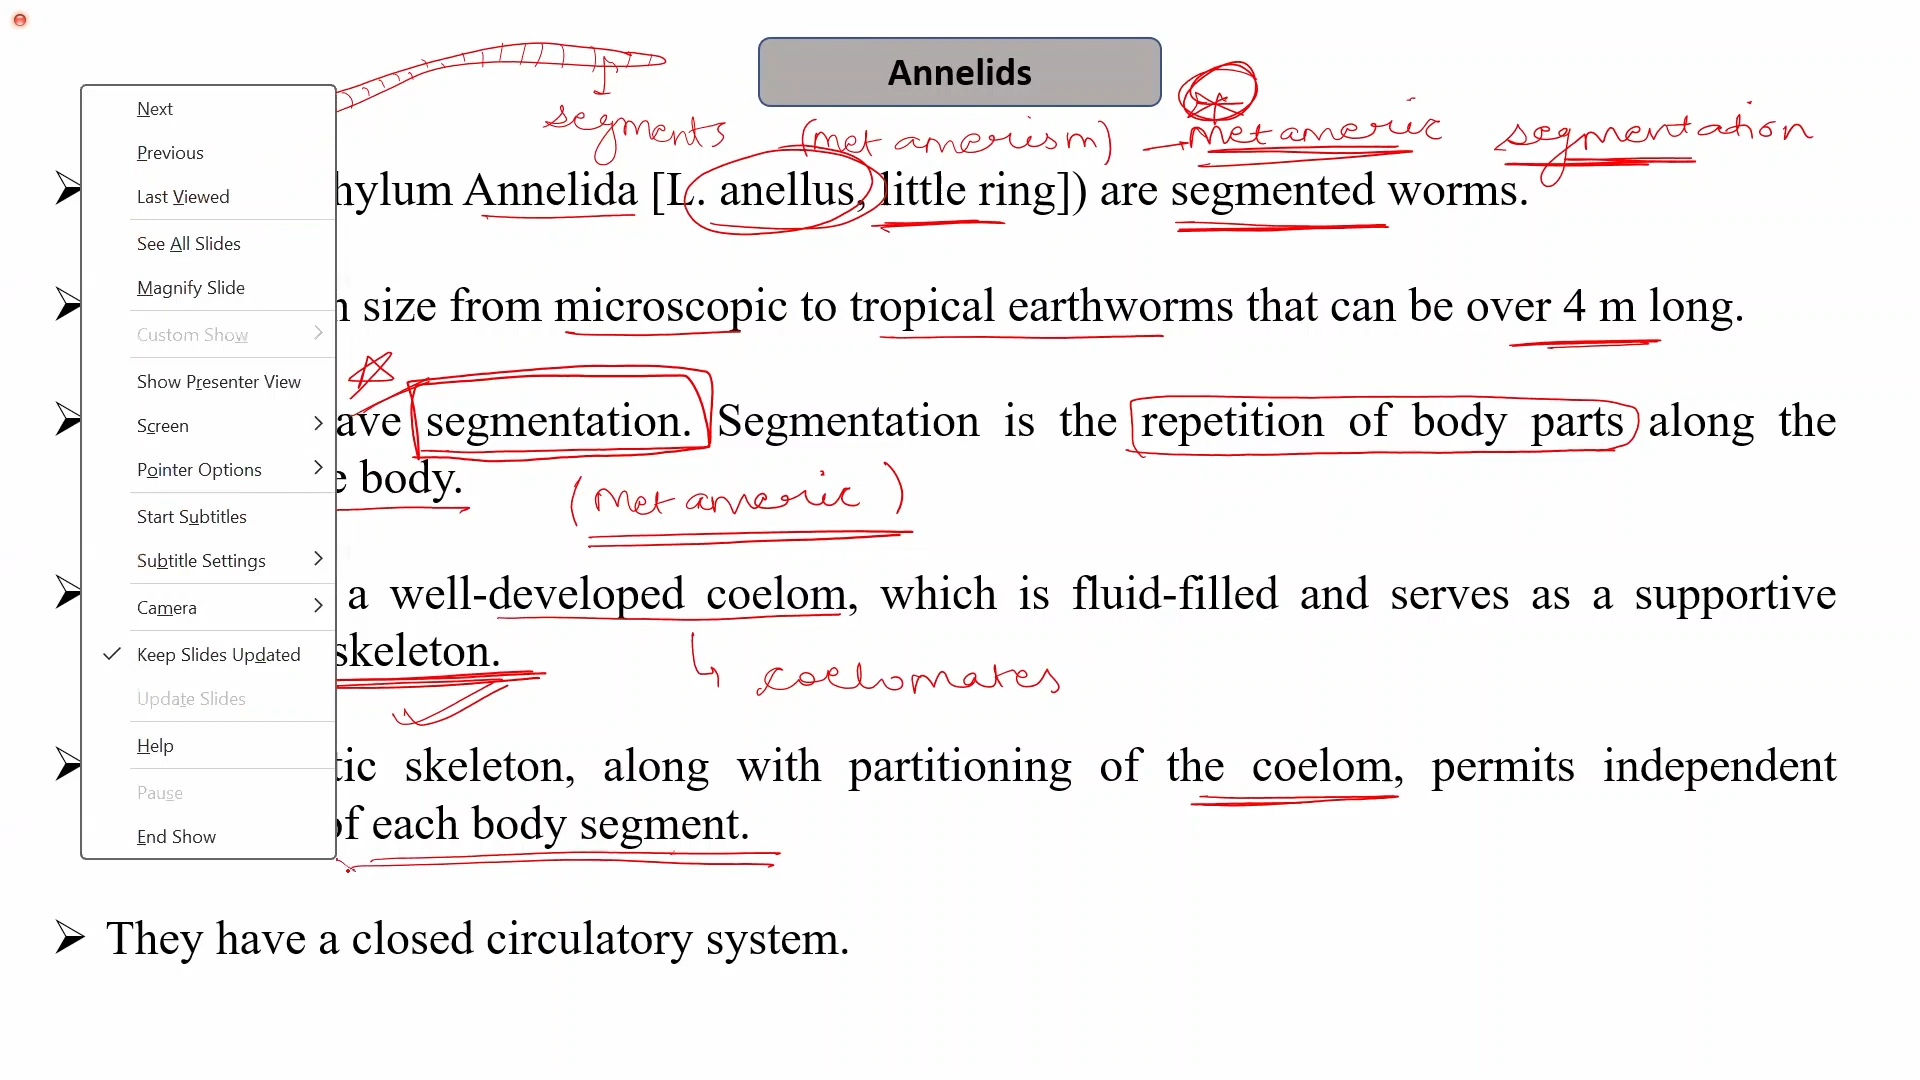 Annelids
segments (metamerism) → metameric segmentation
hylum Annelida [L. anellus, little ring]) are segmented worms.
n size from microscopic to tropical earthworms that can be over 4 m long.
ave segmentation. Segmentation is the repetition of body parts along the
e body.
(metameric)
a well-developed coelom, which is fluid-filled and serves as a supportive
skeleton.
coelomates
tic skeleton, along with partitioning of the coelom, permits independent
of each body segment.
They have a closed circulatory system.
Next
Previous
Last Viewed
See All Slides
Magnify Slide
Custom Show
Show Presenter View
Screen
Pointer Options
Start Subtitles
Subtitle Settings
Camera
Keep Slides Updated
Update Slides
Help
Pause
End Show